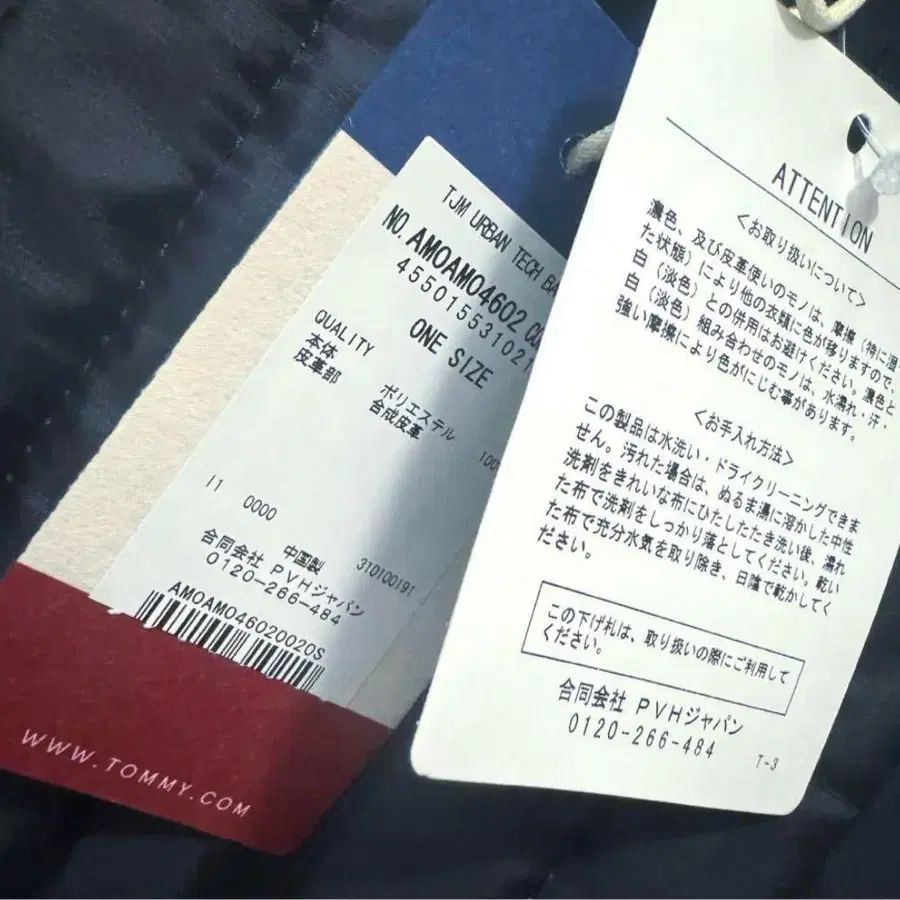 TJM URBAN TECH BA
NO. AM0AM04602 CO
4550155310217
ONE SIZE
QUALITY
本体 ポリエステル 100
皮革部 合成皮革
I1 0000
中国製 310100191
合同会社 PVHジャパン
0120-266-484
AM0AM046020020S
WWW.TOMMY.COM
ATTENTION
<お取り扱いについて>
濃色、及び皮革使いのモノは、摩擦(特に湿
た状態)により他の衣類に色が移りますので、
白(淡色)との併用はお避けください。濃色と
白(淡色)組み合わせのモノは、水濡れ・汗・
強い摩擦により色がにじむ事があります。
<お手入れ方法>
この製品は水洗い・ドライクリーニングできま
せん。汚れた場合は、ぬるま湯に溶かした中性
洗剤をきれいな布にひたしたたき洗い後、濡れ
た布で洗剤をしっかり落としてください。乾い
た布で充分水気を取り除き、日陰で乾かしてく
ださい。
この下げ札は、取り扱いの際にご利用して
ください。
合同会社 PVHジャパン
0120-266-484
T-3